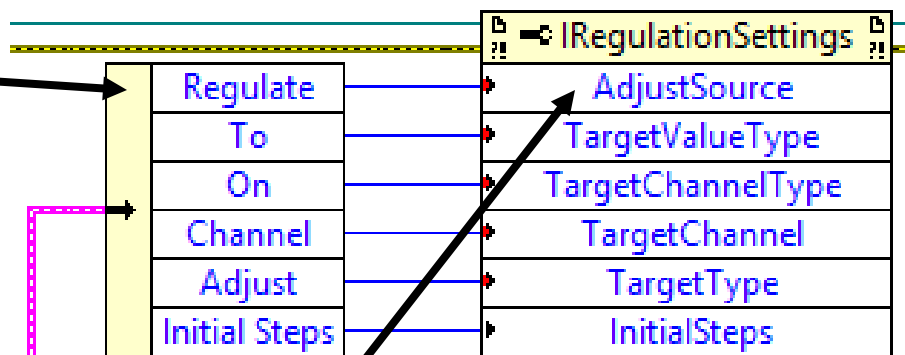 IRegulationSettings
Regulate AdjustSource
To TargetValueType
On TargetChannelType
Channel TargetChannel
Adjust TargetType
Initial Steps InitialSteps